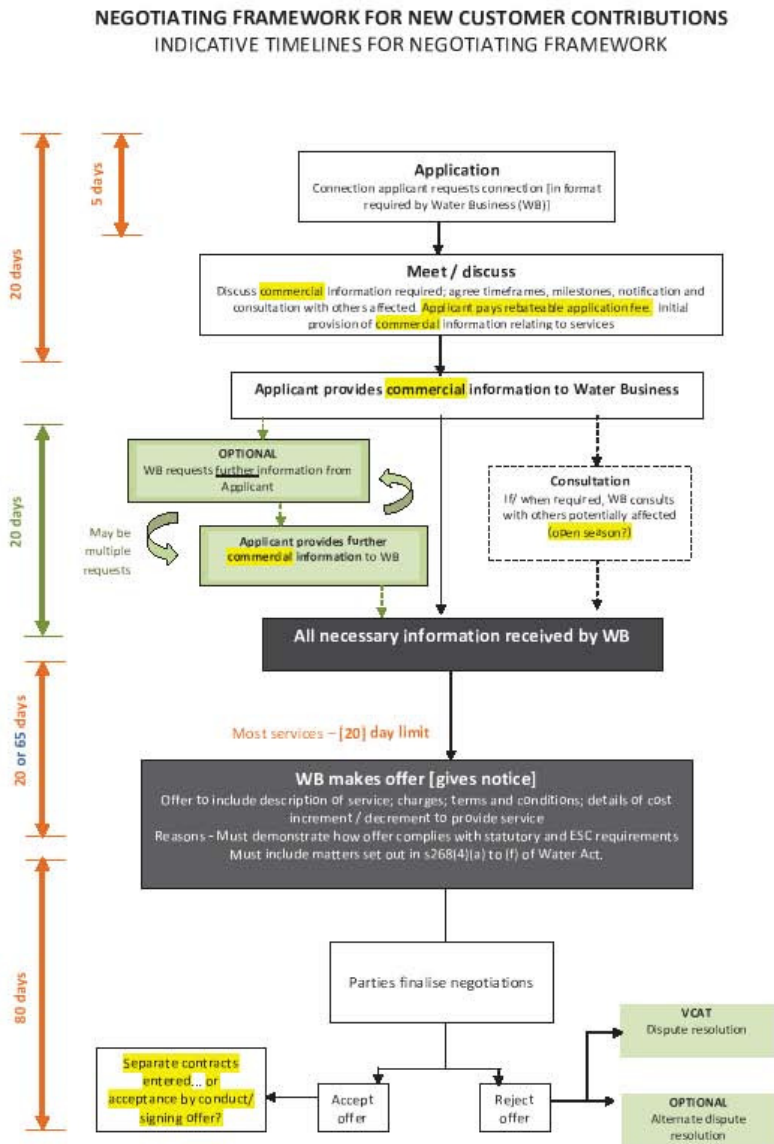 NEGOTIATING FRAMEWORK FOR NEW CUSTOMER CONTRIBUTIONS
INDICATIVE TIMELINES FOR NEGOTIATING FRAMEWORK
20 days
5 days
Application
Connection applicant requests connection [in format
required by Water Business (WB)]
Meet / discuss
Discuss commercial information required; agree timeframes, milestones, notification and
consultation with others affected. Applicant pays rebateable application fee. Initial
provision of commercial information relating to services
Applicant provides commercial information to Water Business
20 days
OPTIONAL
WB requests further information from
Applicant
May be
multiple
requests
Applicant provides further
commercial information to WB
Consultation
If/ when required, WB consults
with others potentially affected
(open season?)
All necessary information received by WB
20 or 65 days
Most services – [20] day limit
WB makes offer [gives notice]
Offer to include description of service; charges; terms and conditions; details of cost
increment / decrement to provide service
Reasons – Must demonstrate how offer complies with statutory and ESC requirements
Must include matters set out in s268(4)(a) to (f) of Water Act.
80 days
Parties finalise negotiations
Separate contracts
entered... or
acceptance by conduct/
signing offer?
Accept
offer
Reject
offer
VCAT
Dispute resolution
OPTIONAL
Alternate dispute
resolution